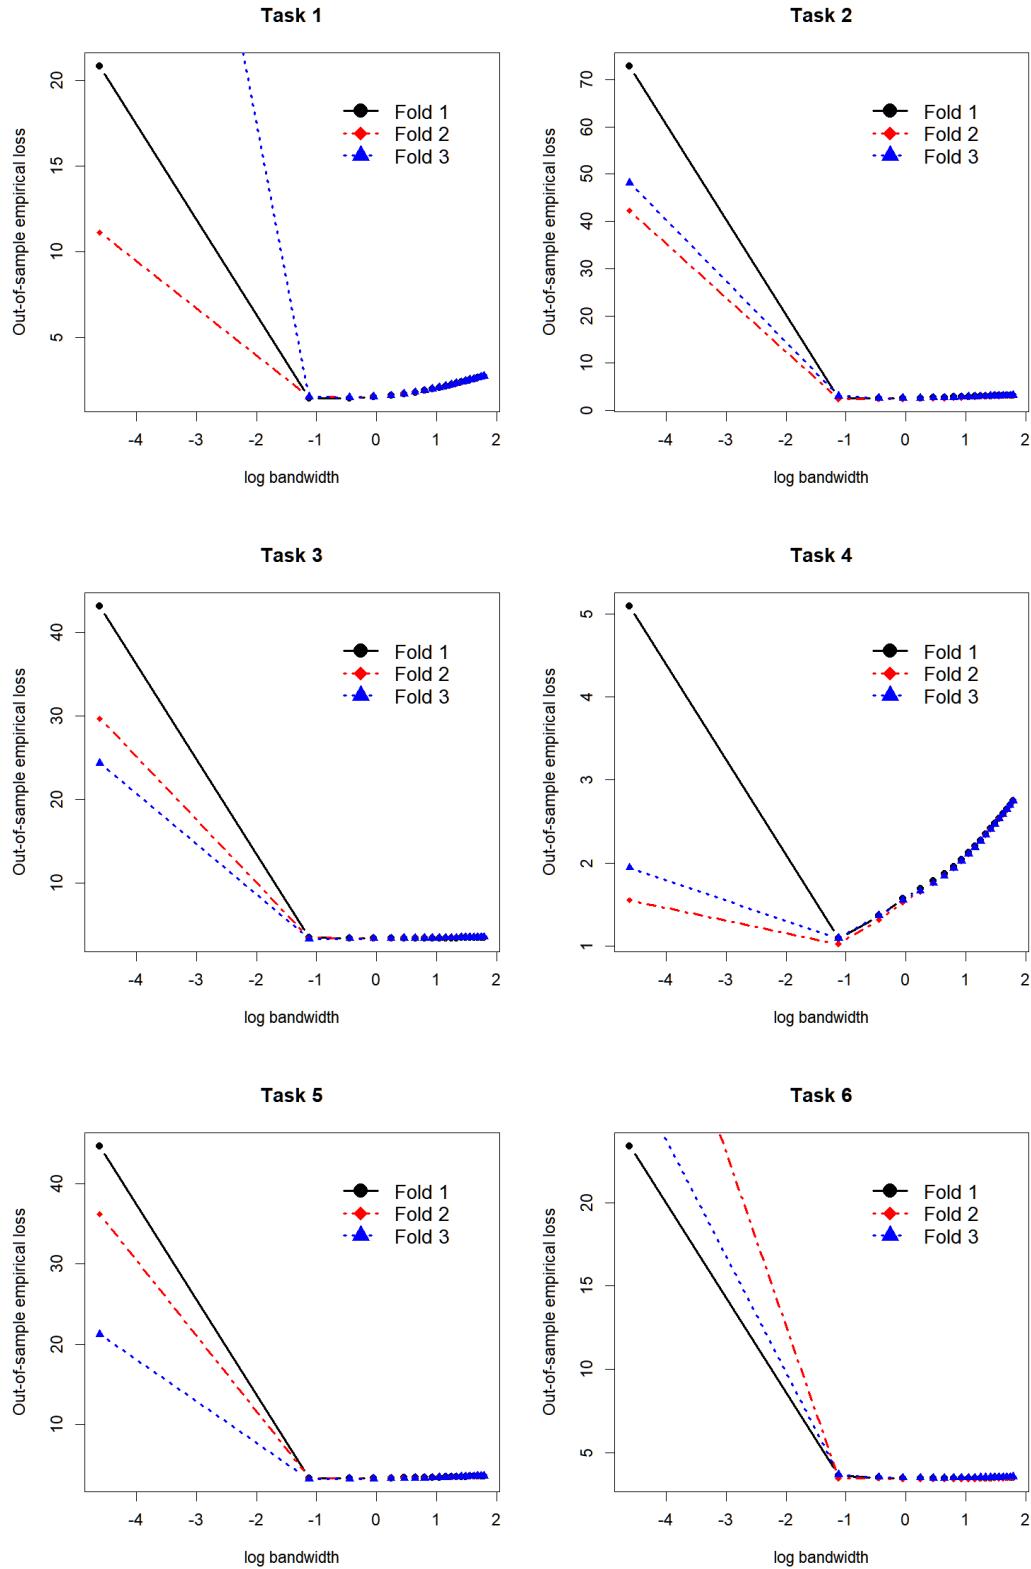 Task 1
Out-of-sample empirical loss
20
15
10
5
Fold 1
Fold 2
Fold 3
-4 -3 -2 -1 0 1 2
log bandwidth
Task 2
Out-of-sample empirical loss
70
60
50
40
30
20
10
0
Fold 1
Fold 2
Fold 3
-4 -3 -2 -1 0 1 2
log bandwidth
Task 3
Out-of-sample empirical loss
40
30
20
10
Fold 1
Fold 2
Fold 3
-4 -3 -2 -1 0 1 2
log bandwidth
Task 4
Out-of-sample empirical loss
5
4
3
2
1
Fold 1
Fold 2
Fold 3
-4 -3 -2 -1 0 1 2
log bandwidth
Task 5
Out-of-sample empirical loss
40
30
20
10
Fold 1
Fold 2
Fold 3
-4 -3 -2 -1 0 1 2
log bandwidth
Task 6
Out-of-sample empirical loss
20
15
10
5
Fold 1
Fold 2
Fold 3
-4 -3 -2 -1 0 1 2
log bandwidth